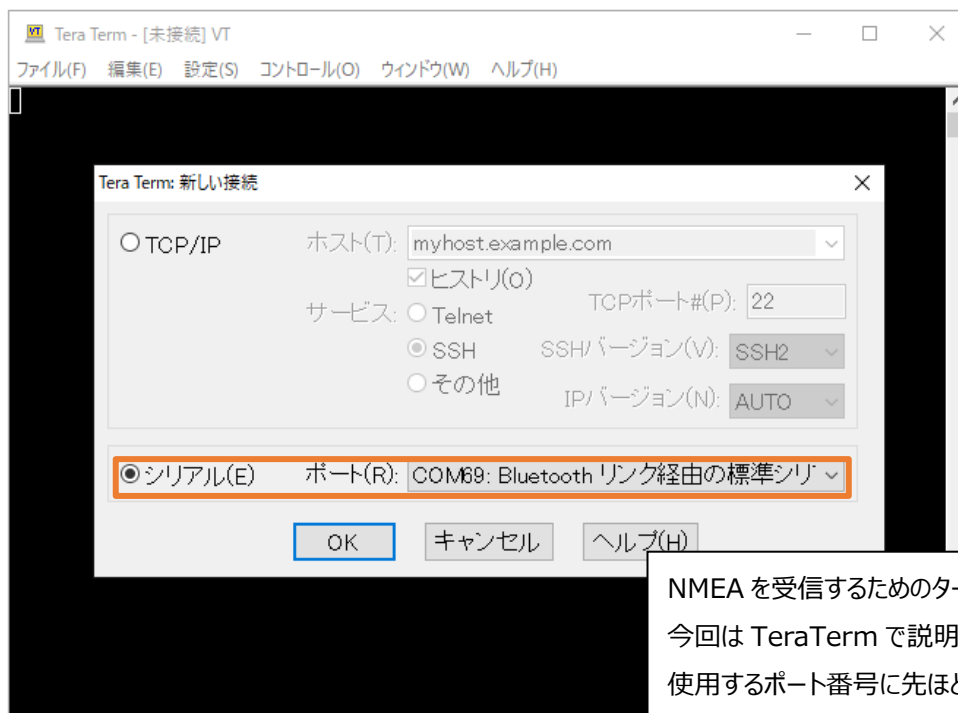 Tera Term - [未接続] VT
ファイル(F) 編集(E) 設定(S) コントロール(O) ウィンドウ(W) ヘルプ(H)
Tera Term: 新しい接続
TCP/IP ホスト(T): myhost.example.com
ヒストリ(O)
サービス: Telnet TCPポート#(P): 22
SSH SSHバージョン(V): SSH2
その他 IPバージョン(N): AUTO
シリアル(E) ポート(R): COM69: Bluetooth リンク経由の標準シリ
OK キャンセル ヘルプ(H)
NMEA を受信するためのター
今回は TeraTerm で説明
使用するポート番号に先ほど